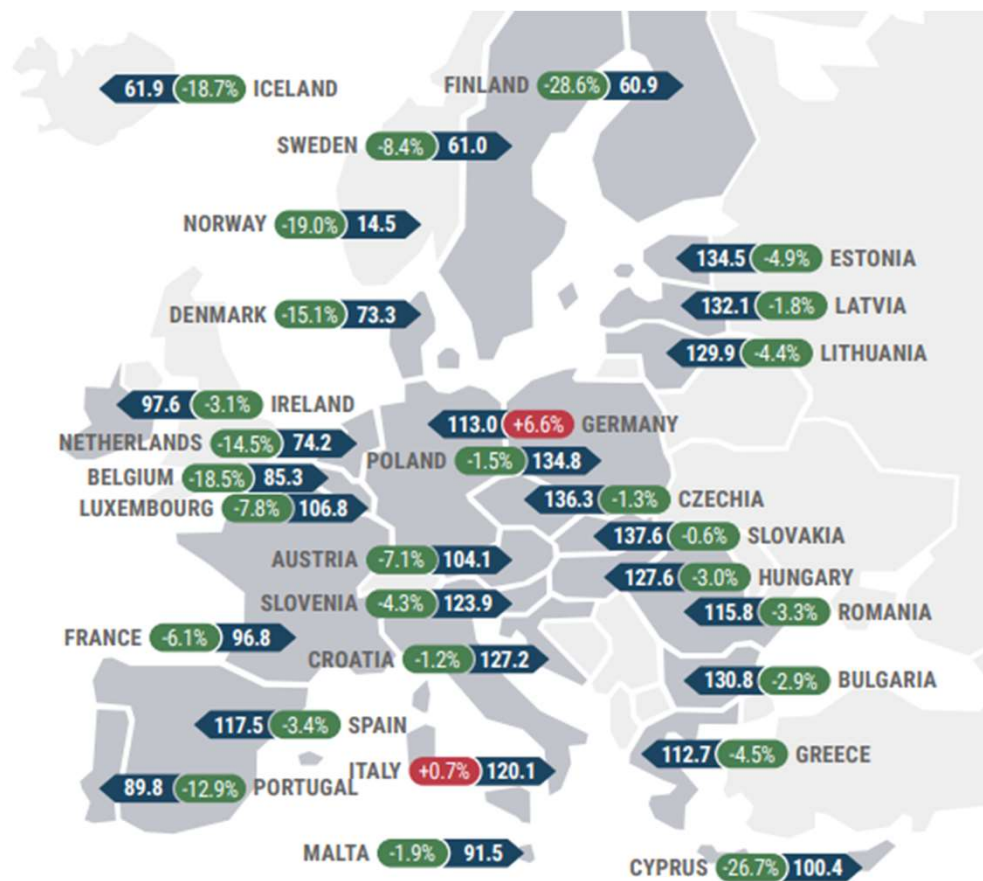 61.9 -18.7% ICELAND
FINLAND -28.6% 60.9
SWEDEN -8.4% 61.0
NORWAY -19.0% 14.5
134.5 -4.9% ESTONIA
132.1 -1.8% LATVIA
DENMARK -15.1% 73.3
129.9 -4.4% LITHUANIA
97.6 -3.1% IRELAND
113.0 +6.6% GERMANY
NETHERLANDS -14.5% 74.2
POLAND -1.5% 134.8
BELGIUM -18.5% 85.3
136.3 -1.3% CZECHIA
LUXEMBOURG -7.8% 106.8
137.6 -0.6% SLOVAKIA
AUSTRIA -7.1% 104.1
127.6 -3.0% HUNGARY
SLOVENIA -4.3% 123.9
115.8 -3.3% ROMANIA
FRANCE -6.1% 96.8
CROATIA -1.2% 127.2
130.8 -2.9% BULGARIA
117.5 -3.4% SPAIN
112.7 -4.5% GREECE
ITALY +0.7% 120.1
89.8 -12.9% PORTUGAL
MALTA -1.9% 91.5
CYPRUS -26.7% 100.4